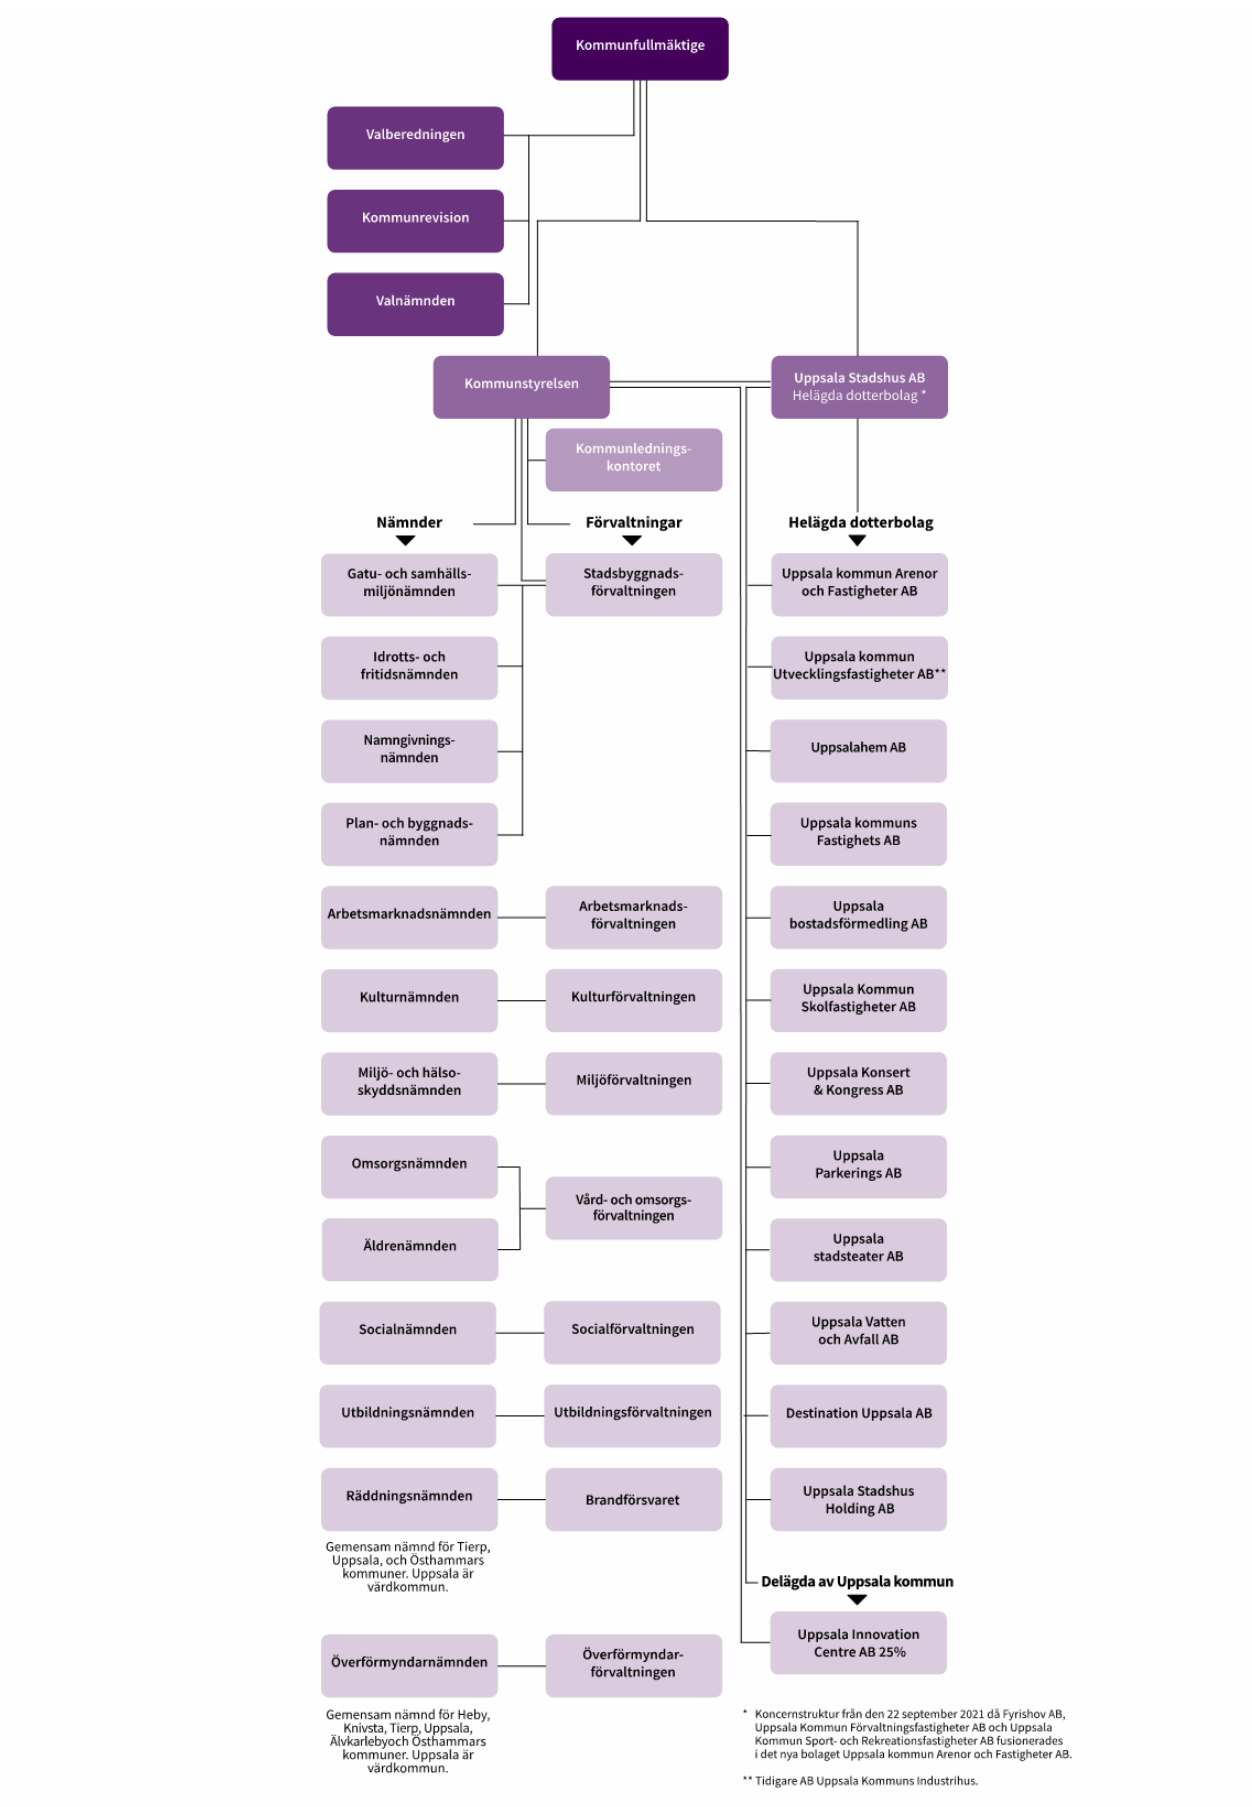 Kommunfullmäktige
Valberedningen
Kommunrevision
Valnämnden
Kommunstyrelsen
Uppsala Stadshus AB
Helägda dotterbolag *
Kommunlednings-
kontoret
Nämnder
Förvaltningar
Helägda dotterbolag
Gatu- och samhälls-
miljönämnden
Stadsbyggnads-
förvaltningen
Uppsala kommun Arenor
och Fastigheter AB
Idrotts- och
fritidsnämnden
Uppsala kommun
Utvecklingsfastigheter AB**
Namngivnings-
nämnden
Uppsalahem AB
Plan- och byggnads-
nämnden
Uppsala kommuns
Fastighets AB
Arbetsmarknadsnämnden
Arbetsmarknads-
förvaltningen
Uppsala
bostadsförmedling AB
Kulturnämnden
Kulturförvaltningen
Uppsala Kommun
Skolfastigheter AB
Miljö- och hälso-
skyddsnämnden
Miljöförvaltningen
Uppsala Konsert
& Kongress AB
Omsorgsnämnden
Vård- och omsorgs-
förvaltningen
Uppsala
Parkerings AB
Äldrenämnden
Uppsala
stadsteater AB
Socialnämnden
Socialförvaltningen
Uppsala Vatten
och Avfall AB
Utbildningsnämnden
Utbildningsförvaltningen
Destination Uppsala AB
Räddningsnämnden
Brandförsvaret
Uppsala Stadshus
Holding AB
Gemensam nämnd för Tierp,
Uppsala, och Östhammars
kommuner. Uppsala är
värdkommun.
Delägda av Uppsala kommun
Uppsala Innovation
Centre AB 25%
Överförmyndarnämnden
Överförmyndar-
förvaltningen
Gemensam nämnd för Heby,
Knivsta, Tierp, Uppsala,
Älvkarlebyoch Östhammars
kommuner. Uppsala är
värdkommun.
* Koncernstruktur från den 22 september 2021 då Fyrishov AB,
Uppsala Kommun Förvaltningsfastigheter AB och Uppsala
Kommun Sport- och Rekreationsfastigheter AB fusionerades
i det nya bolaget Uppsala kommun Arenor och Fastigheter AB.
** Tidigare AB Uppsala Kommuns Industrihus.